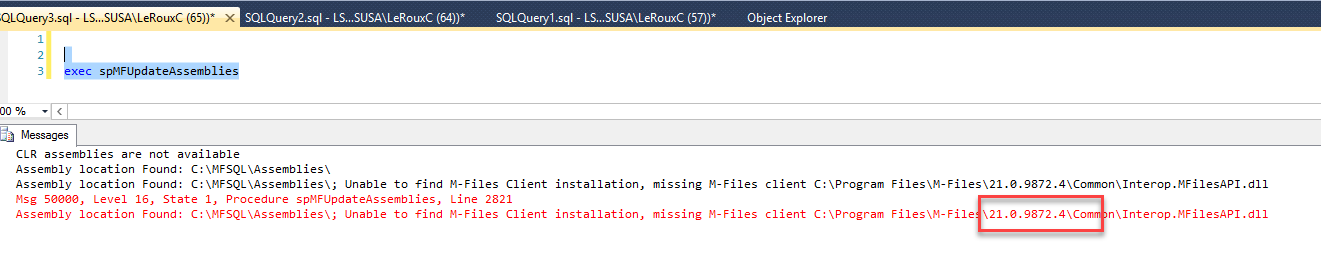 SQLQuery3.sql - LS...SUSA\LeRouxC (65))* SQLQuery2.sql - LS...SUSA\LeRouxC (64))* SQLQuery1.sql - LS...SUSA\LeRouxC (57))* Object Explorer
1
2
3 exec spMFUpdateAssemblies
00 %
Messages
CLR assemblies are not available
Assembly location Found: C:\MFSQL\Assemblies\
Assembly location Found: C:\MFSQL\Assemblies\; Unable to find M-Files Client installation, missing M-Files client C:\Program Files\M-Files\21.0.9872.4\Common\Interop.MFilesAPI.dll
Msg 50000, Level 16, State 1, Procedure spMFUpdateAssemblies, Line 2821
Assembly location Found: C:\MFSQL\Assemblies\; Unable to find M-Files Client installation, missing M-Files client C:\Program Files\M-Files\21.0.9872.4\Common\Interop.MFilesAPI.dll